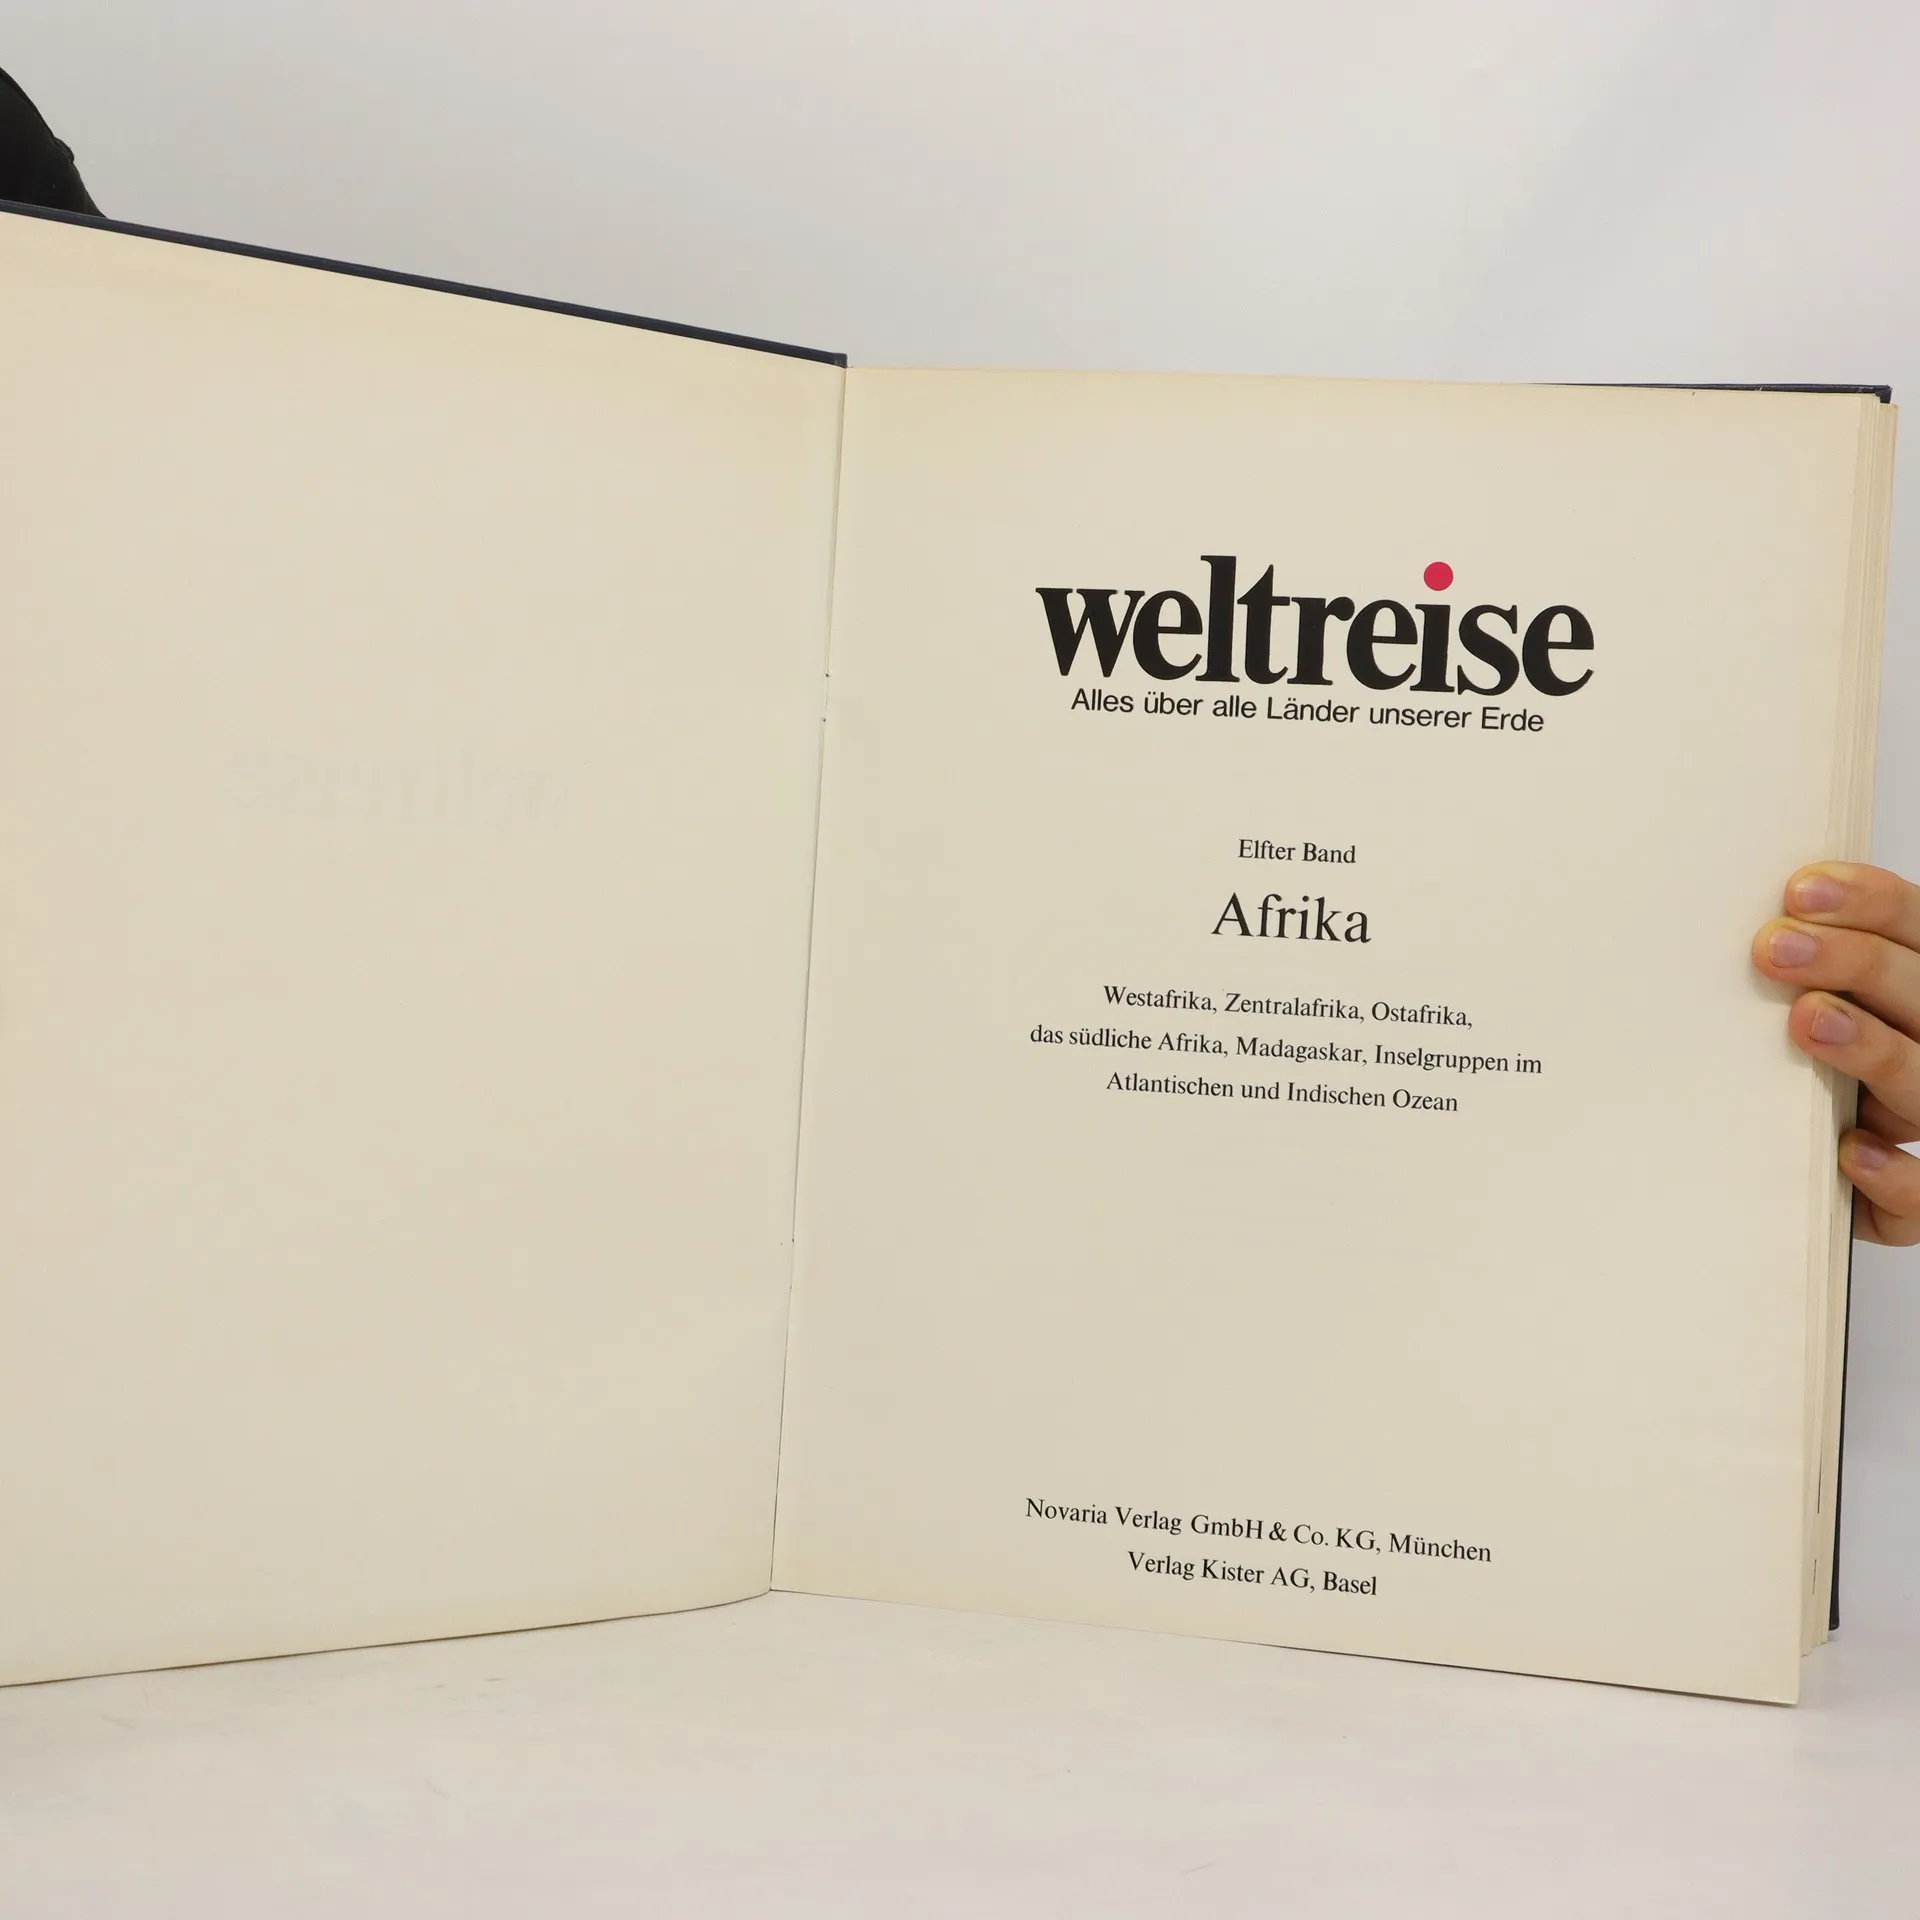 weltreise
Alles über alle Länder unserer Erde
Elfter Band
Afrika
Westafrika, Zentralafrika, Ostafrika,
das südliche Afrika, Madagaskar, Inselgruppen im
Atlantischen und Indischen Ozean
Novaria Verlag GmbH & Co. KG, München
Verlag Kister AG, Basel